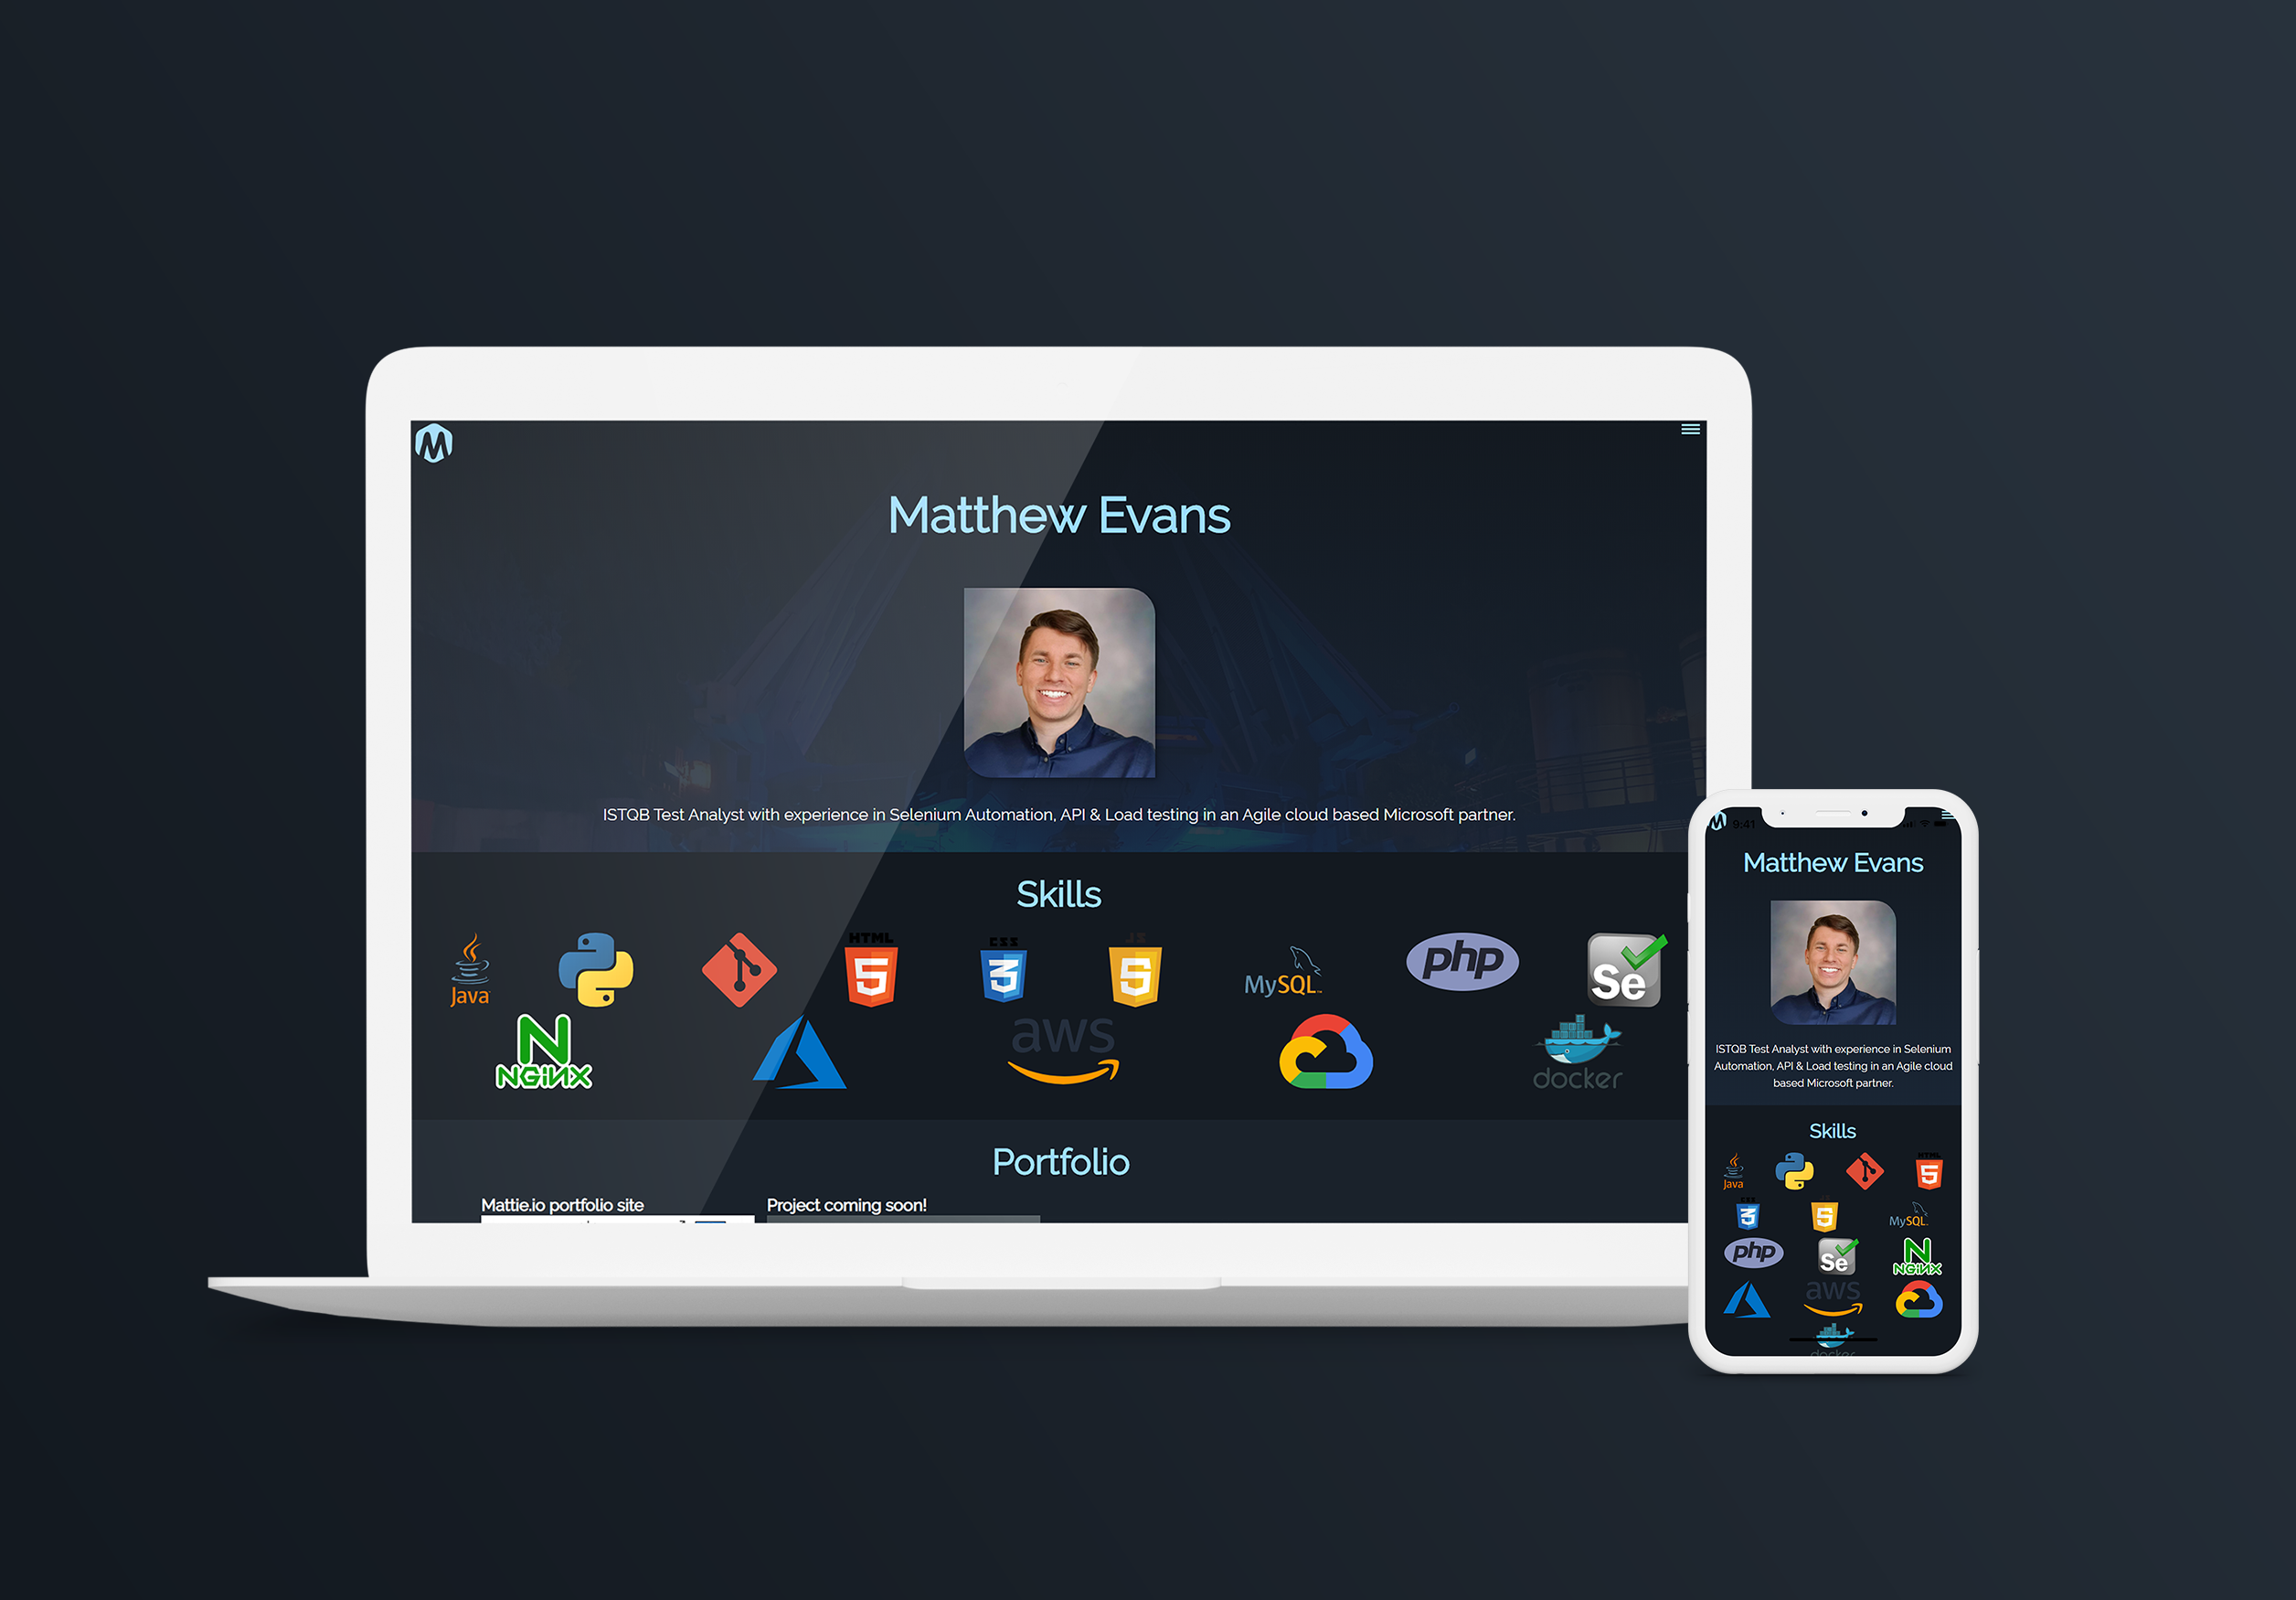 M
Matthew Evans
ISTQB Test Analyst with experience in Selenium Automation, API & Load testing in an Agile cloud based Microsoft partner.
Skills
Java
HTML
5
CSS
3
JS
5
MySQL™
php
Se
N
NGiNX
aws
docker
Portfolio
Mattie.io portfolio site
Project coming soon!
M 9:41
Matthew Evans
ISTQB Test Analyst with experience in Selenium
Automation, API & Load testing in an Agile cloud
based Microsoft partner.
Skills
Java
HTML
5
CSS
3
5
MySQL
php
Se
N
NGiNX
aws
docker